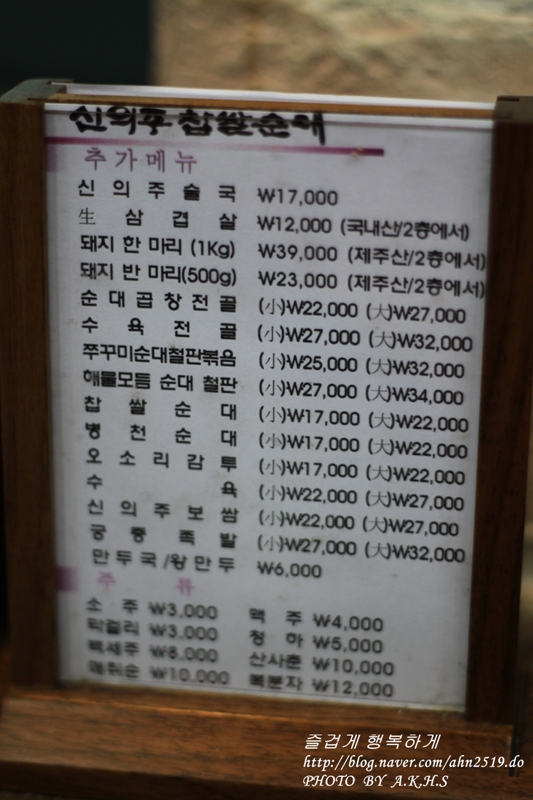 신의주찹쌀순대
추가메뉴
신의주술국 ₩17,000
生삼겹살 ₩12,000 (국내산/2층에서)
돼지 한 마리 (1Kg) ₩39,000 (제주산/2층에서)
돼지 반 마리(500g) ₩23,000 (제주산/2층에서)
순대곱창전골 (小)₩22,000 (大)₩27,000
수육전골 (小)₩27,000 (大)₩32,000
쭈꾸미순대철판볶음 (小)₩25,000 (大)₩32,000
해물모듬 순대 철판 (小)₩27,000 (大)₩34,000
찹쌀순대 (小)₩17,000 (大)₩22,000
병천순대 (小)₩17,000 (大)₩22,000
오소리감투 (小)₩17,000 (大)₩22,000
수육 (小)₩22,000 (大)₩27,000
신의주보쌈 (小)₩22,000 (大)₩27,000
궁중족발 (小)₩27,000 (大)₩32,000
만두국/왕만두 ₩6,000
주류
소주 ₩3,000 맥주 ₩4,000
막걸리 ₩3,000 청하 ₩5,000
백세주 ₩8,000 산사춘 ₩10,000
매취순 ₩10,000 복분자 ₩12,000
즐겁게 행복하게
http://blog.naver.com/ahn2519.do
PHOTO BY A.K.H.S